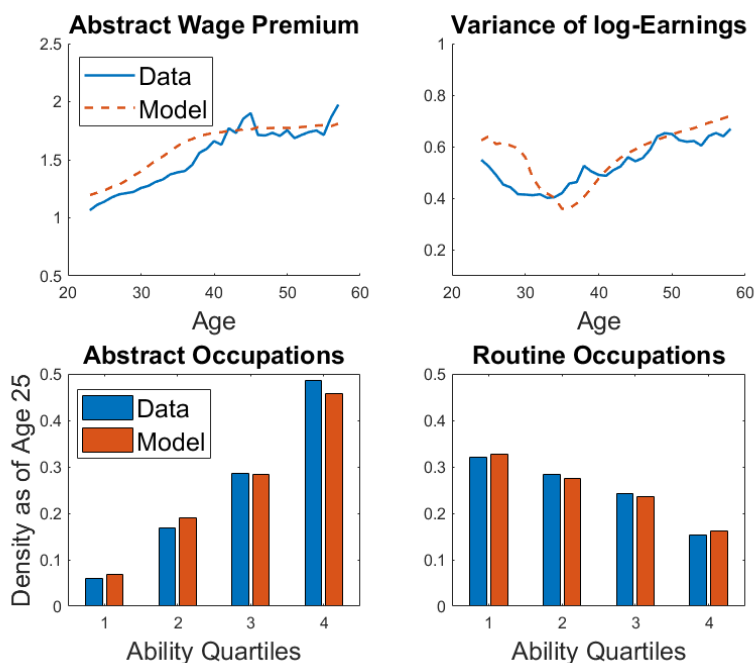 Abstract Wage Premium
2.5
2
1.5
1
0.5
20 30 40 50 60
Age
Data
Model
Variance of log-Earnings
1
0.8
0.6
0.4
0.2
20 30 40 50 60
Age
Abstract Occupations
Density as of Age 25
0.5
0.4
0.3
0.2
0.1
0
1 2 3 4
Ability Quartiles
Data
Model
Routine Occupations
0.5
0.4
0.3
0.2
0.1
0
1 2 3 4
Ability Quartiles